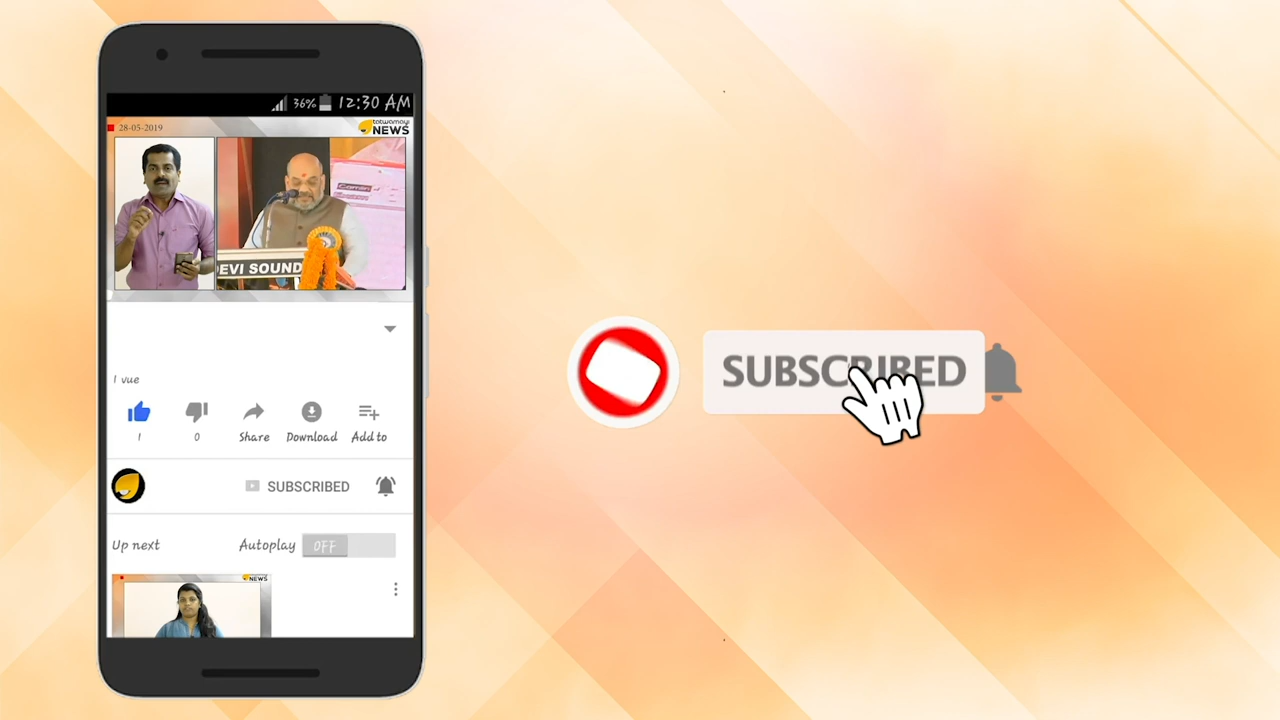 36% 12:30 AM
28-05-2019
tatwamayi
NEWS
DEVI SOUND
1 vue
1
0
Share
Download
Add to
SUBSCRIBED
Up next
Autoplay
OFF
NEWS
SUBSCRIBED